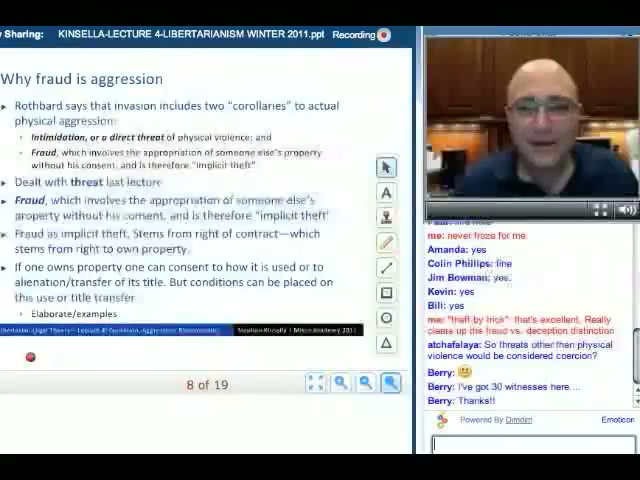 w Sharing: KINSELLA-LECTURE 4-LIBERTARIANISM WINTER 2011.ppt Recording
Why fraud is aggression
Rothbard says that invasion includes two “corollaries” to actual
physical aggression:
Intimidation, or a direct threat of physical violence; and
Fraud, which involves the appropriation of someone else's property
without his consent, and is therefore “implicit theft”
Dealt with threat last lecture
Fraud, which involves the appropriation of someone else's
property without his consent, and is therefore “implicit theft”
Fraud as implicit theft. Stems from right of contract—which
stems from right to own property.
If one owns property one can consent to how it is used or to
alienation/transfer of its title. But conditions can be placed on
this use or title transfer.
Elaborate/examples
Stephan Kinsella | Mises Academy 2011
8 of 19
me: never froze for me
Amanda: yes
Colin Phillips: fine
Jim Bowman: yes.
Kevin: yes
Bill: yes
me: "theft by trick": that's excellent. Really
clears up the fraud vs. deception distinction
atchafalaya: So threats other than physical
violence would be considered coercion?
Berry:
Berry: I've got 30 witnesses here....
Berry: Thanks!!
Powered By Dimdim Emoticon